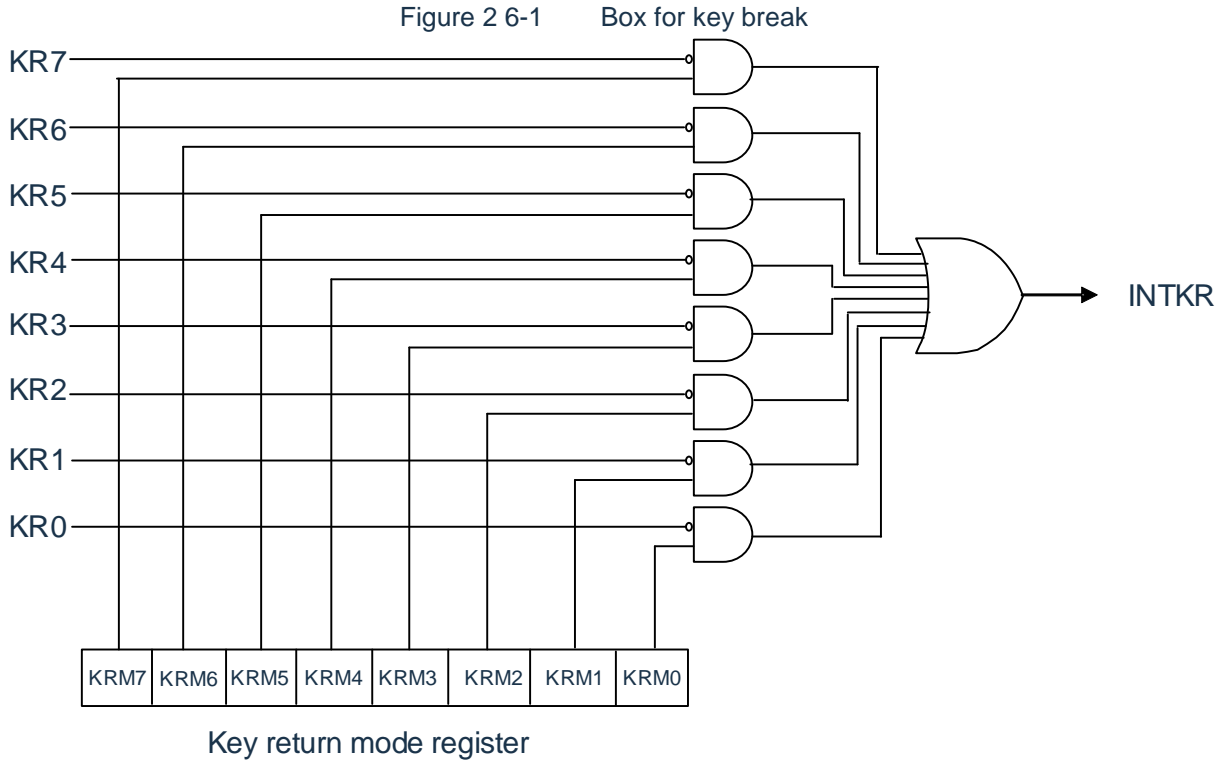 Figure 2 6-1 Box for key break
KR7
KR6
KR5
KR4
KR3
KR2
KR1
KR0
INTKR
KRM7 KRM6 KRM5 KRM4 KRM3 KRM2 KRM1 KRM0
Key return mode register